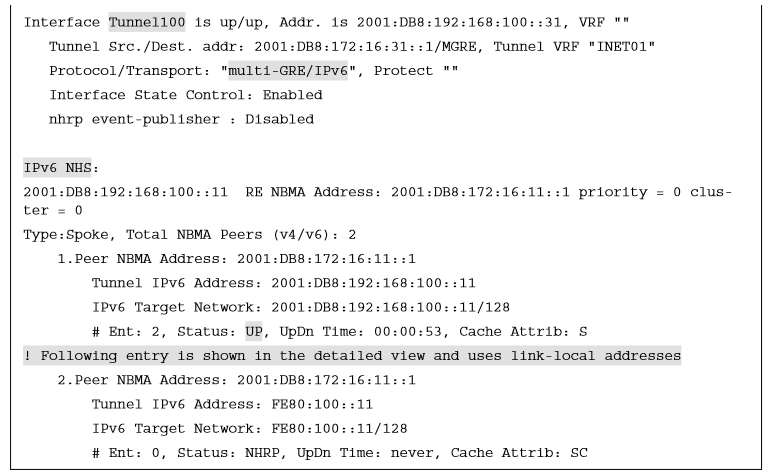 Interface Tunnel100 is up/up, Addr. is 2001:DB8:192:168:100::31, VRF ""
Tunnel Src./Dest. addr: 2001:DB8:172:16:31::1/MGRE, Tunnel VRF "INET01"
Protocol/Transport: "multi-GRE/IPv6", Protect ""
Interface State Control: Enabled
nhrp event-publisher : Disabled
IPv6 NHS:
2001:DB8:192:168:100::11  RE NBMA Address: 2001:DB8:172:16:11::1 priority = 0 clus-
ter = 0
Type:Spoke, Total NBMA Peers (v4/v6): 2
1.Peer NBMA Address: 2001:DB8:172:16:11::1
Tunnel IPv6 Address: 2001:DB8:192:168:100::11
IPv6 Target Network: 2001:DB8:192:168:100::11/128
# Ent: 2, Status: UP, UpDn Time: 00:00:53, Cache Attrib: S
! Following entry is shown in the detailed view and uses link-local addresses
2.Peer NBMA Address: 2001:DB8:172:16:11::1
Tunnel IPv6 Address: FE80:100::11
IPv6 Target Network: FE80:100::11/128
# Ent: 0, Status: NHRP, UpDn Time: never, Cache Attrib: SC